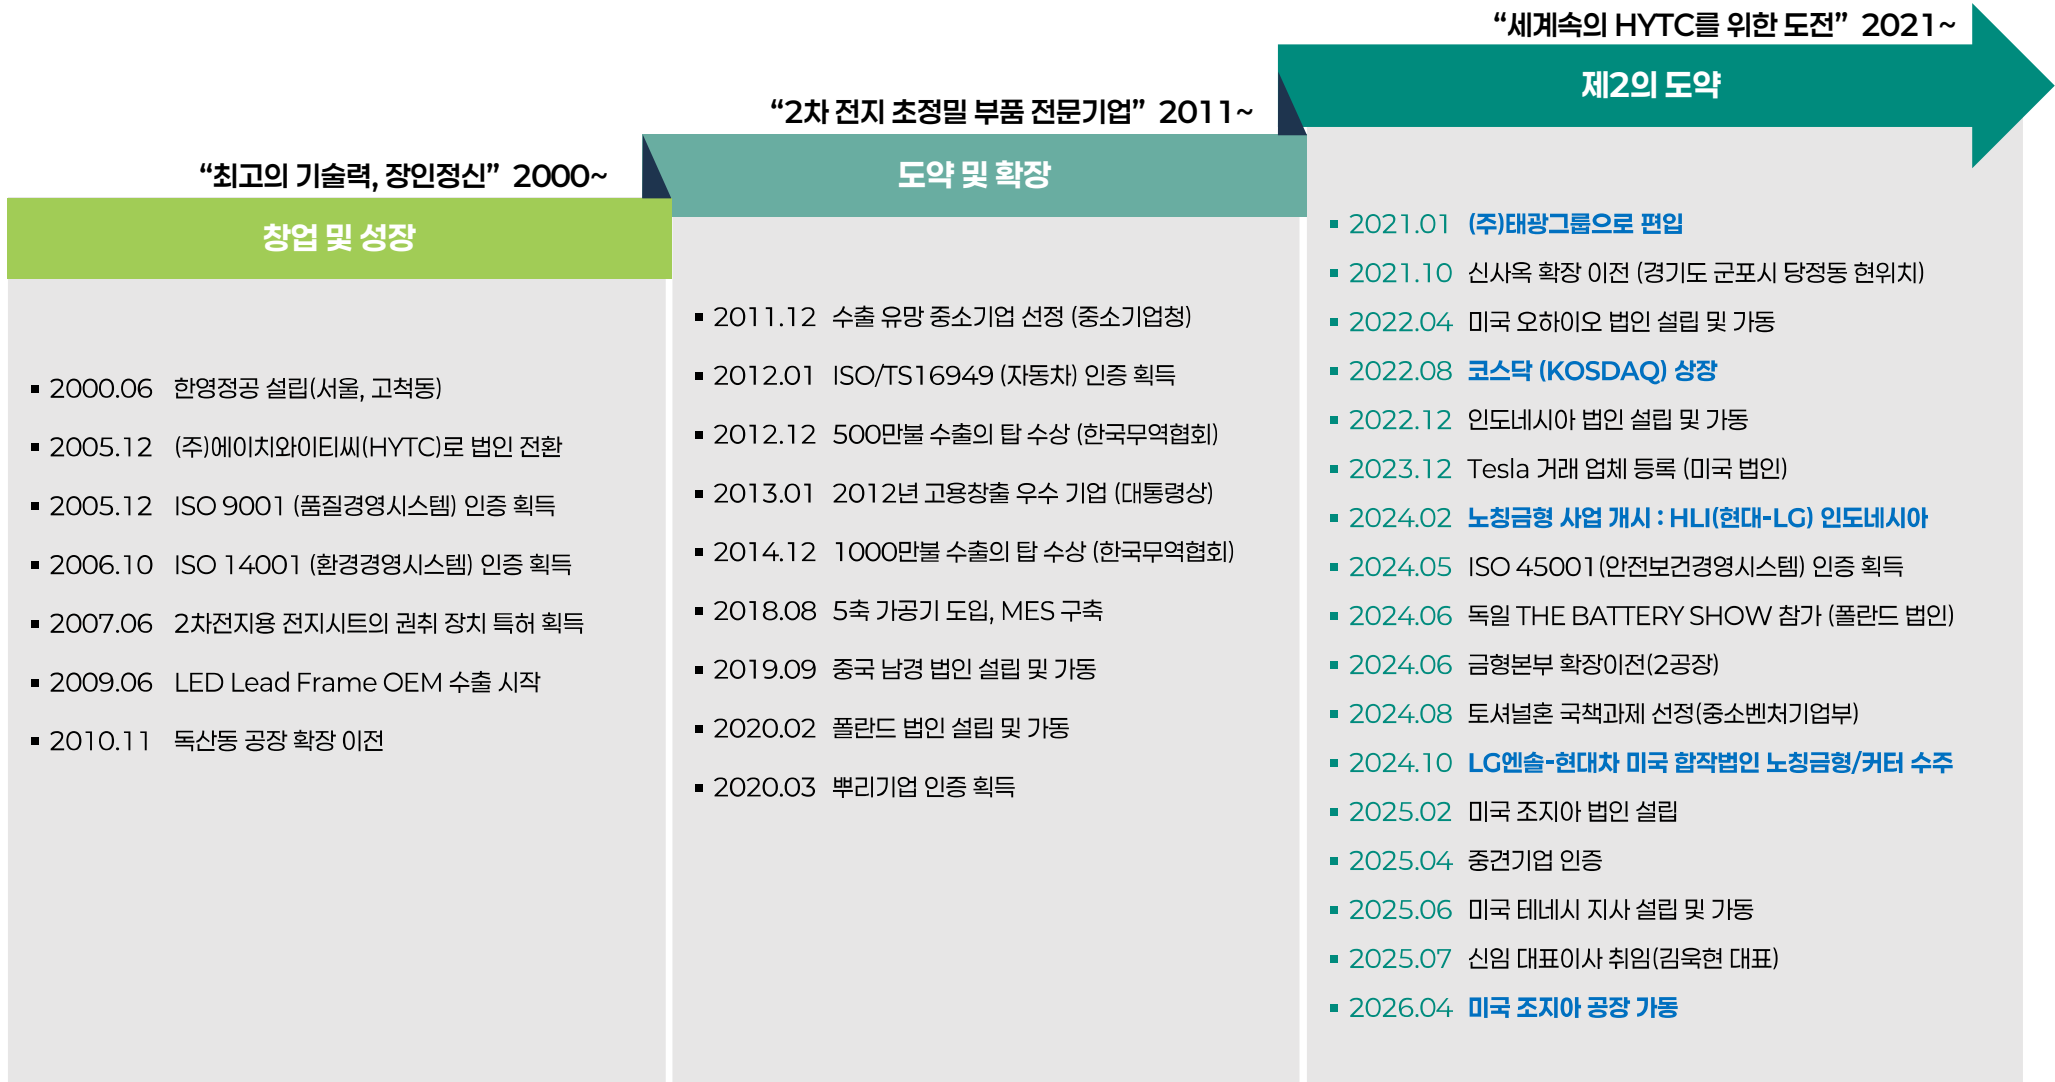 “최고의 기술력, 장인정신” 2000~
창업 및 성장
2000.06 한영정공 설립(서울, 고척동)
2005.12 (주)에이치와이티씨(HYTC)로 법인 전환
2005.12 ISO 9001 (품질경영시스템) 인증 획득
2006.10 ISO 14001 (환경경영시스템) 인증 획득
2007.06 2차전지용 전지시트의 권취 장치 특허 획득
2009.06 LED Lead Frame OEM 수출 시작
2010.11 독산동 공장 확장 이전
“2차 전지 초정밀 부품 전문기업” 2011~
도약 및 확장
2011.12 수출 유망 중소기업 선정 (중소기업청)
2012.01 ISO/TS16949 (자동차) 인증 획득
2012.12 500만불 수출의 탑 수상 (한국무역협회)
2013.01 2012년 고용창출 우수 기업 (대통령상)
2014.12 1000만불 수출의 탑 수상 (한국무역협회)
2018.08 5축 가공기 도입, MES 구축
2019.09 중국 남경 법인 설립 및 가동
2020.02 폴란드 법인 설립 및 가동
2020.03 뿌리기업 인증 획득
“세계속의 HYTC를 위한 도전” 2021~
제2의 도약
2021.01 (주)태광그룹으로 편입
2021.10 신사옥 확장 이전 (경기도 군포시 당정동 현위치)
2022.04 미국 오하이오 법인 설립 및 가동
2022.08 코스닥 (KOSDAQ) 상장
2022.12 인도네시아 법인 설립 및 가동
2023.12 Tesla 거래 업체 등록 (미국 법인)
2024.02 노칭금형 사업 개시 : HLI(현대-LG) 인도네시아
2024.05 ISO 45001(안전보건경영시스템) 인증 획득
2024.06 독일 THE BATTERY SHOW 참가 (폴란드 법인)
2024.06 금형본부 확장이전(2공장)
2024.08 토셔널혼 국책과제 선정(중소벤처기업부)
2024.10 LG엔솔-현대차 미국 합작법인 노칭금형/커터 수주
2025.02 미국 조지아 법인 설립
2025.04 중견기업 인증
2025.06 미국 테네시 지사 설립 및 가동
2025.07 신임 대표이사 취임(김욱현 대표)
2026.04 미국 조지아 공장 가동